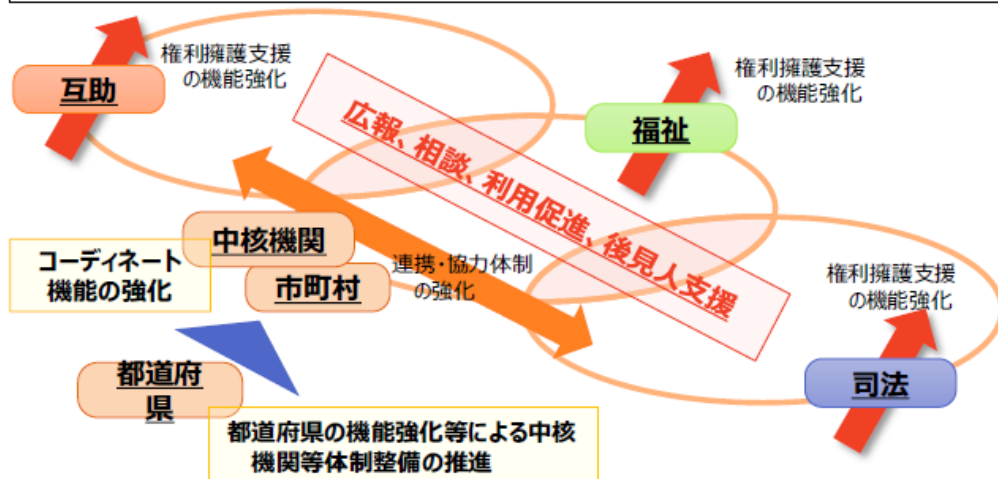 権利擁護支援
の機能強化
互助
権利擁護支援
の機能強化
福祉
広報、相談、利用促進、後見人支援
中核機関
市町村
コーディネート
機能の強化
連携・協力体制
の強化
権利擁護支援
の機能強化
司法
都道府
県
都道府県の機能強化等による中核
機関等体制整備の推進